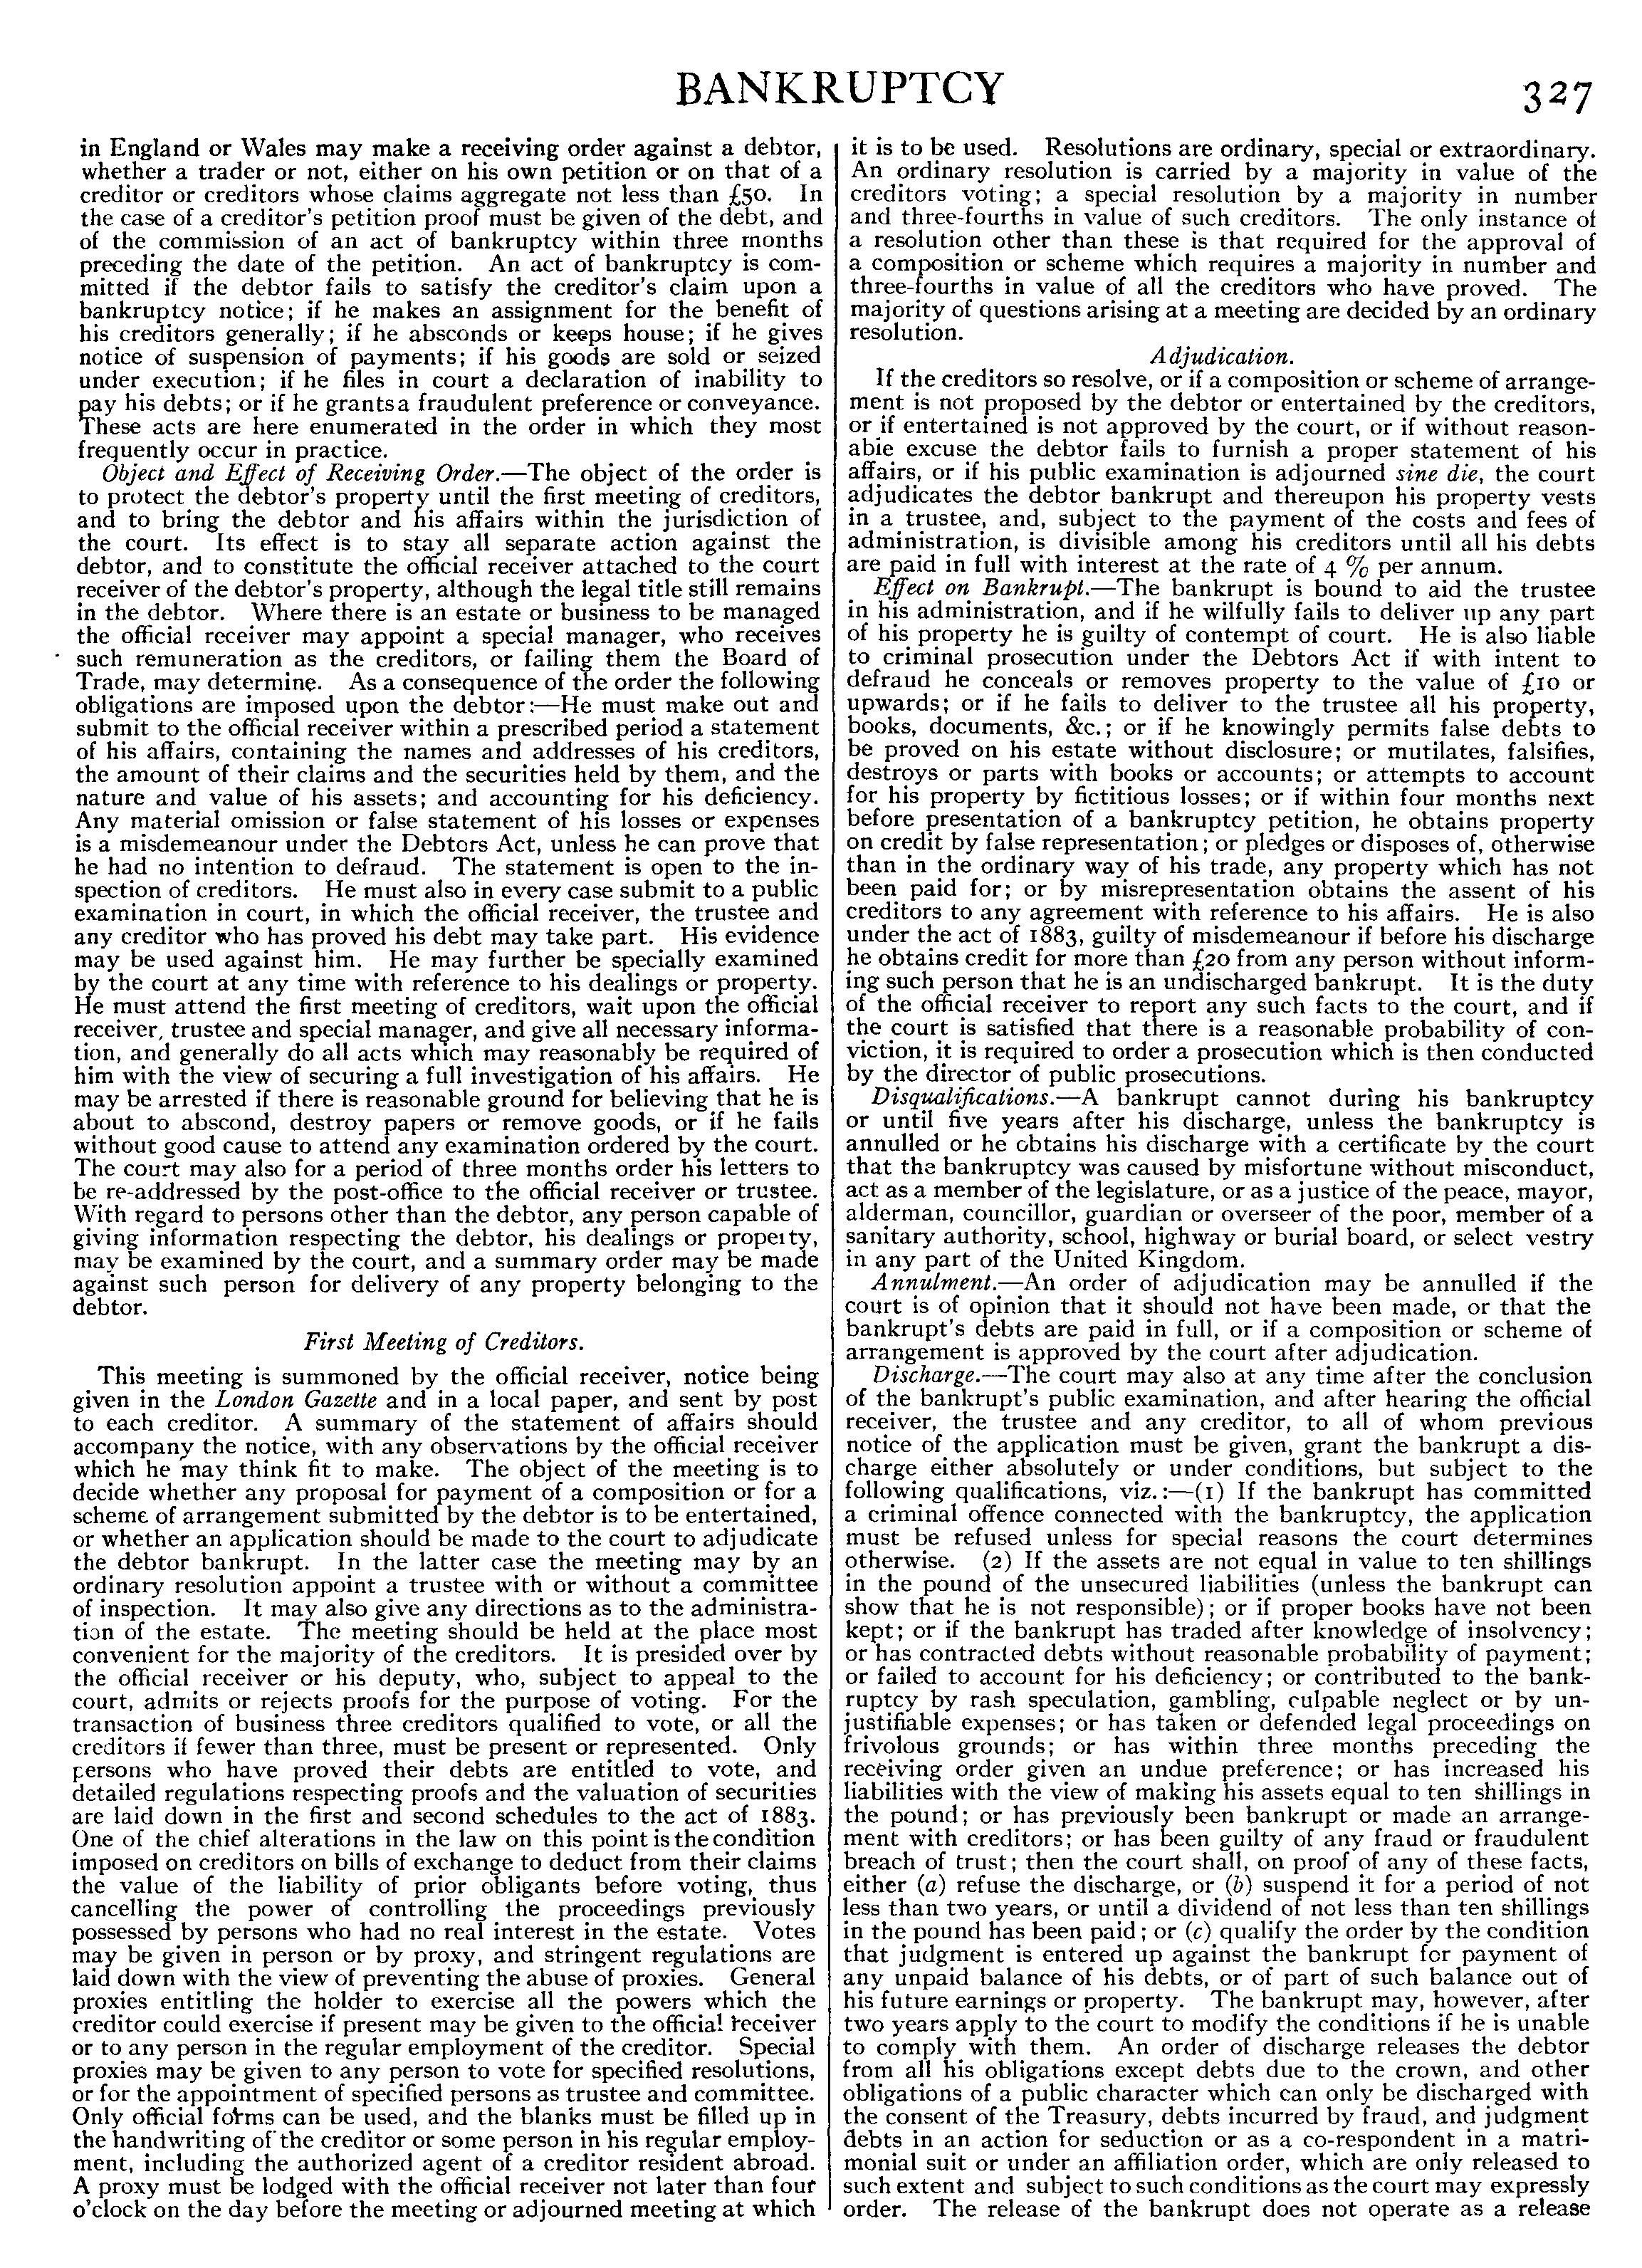 BANKRUPTCY
327
in England or Wales may make a receiving order against a debtor,
whether a trader or not, either on his own petition or on that of a
creditor or creditors whose claims aggregate not less than £50. In
the case of a creditor's petition proof must be given of the debt, and
of the commission of an act of bankruptcy within three months
preceding the date of the petition. An act of bankruptcy is com-
mitted if the debtor fails to satisfy the creditor's claim upon a
bankruptcy notice; if he makes an assignment for the benefit of
his creditors generally; if he absconds or keeps house; if he gives
notice of suspension of payments; if his goods are sold or seized
under execution; if he files in court a declaration of inability to
pay his debts; or if he grants a fraudulent preference or conveyance.
These acts are here enumerated in the order in which they most
frequently occur in practice.
Object and Effect of Receiving Order.—The object of the order is
to protect the debtor's property until the first meeting of creditors,
and to bring the debtor and his affairs within the jurisdiction of
the court. Its effect is to stay all separate action against the
debtor, and to constitute the official receiver attached to the court
receiver of the debtor's property, although the legal title still remains
in the debtor. Where there is an estate or business to be managed
the official receiver may appoint a special manager, who receives
such remuneration as the creditors, or failing them the Board of
Trade, may determine. As a consequence of the order the following
obligations are imposed upon the debtor:—He must make out and
submit to the official receiver within a prescribed period a statement
of his affairs, containing the names and addresses of his creditors,
the amount of their claims and the securities held by them, and the
nature and value of his assets; and accounting for his deficiency.
Any material omission or false statement of his losses or expenses
is a misdemeanour under the Debtors Act, unless he can prove that
he had no intention to defraud. The statement is open to the in-
spection of creditors. He must also in every case submit to a public
examination in court, in which the official receiver, the trustee and
any creditor who has proved his debt may take part. His evidence
may be used against him. He may further be specially examined
by the court at any time with reference to his dealings or property.
He must attend the first meeting of creditors, wait upon the official
receiver, trustee and special manager, and give all necessary informa-
tion, and generally do all acts which may reasonably be required of
him with the view of securing a full investigation of his affairs. He
may be arrested if there is reasonable ground for believing that he is
about to abscond, destroy papers or remove goods, or if he fails
without good cause to attend any examination ordered by the court.
The court may also for a period of three months order his letters to
be re-addressed by the post-office to the official receiver or trustee.
With regard to persons other than the debtor, any person capable of
giving information respecting the debtor, his dealings or property,
may be examined by the court, and a summary order may be made
against such person for delivery of any property belonging to the
debtor.
First Meeting of Creditors.
This meeting is summoned by the official receiver, notice being
given in the London Gazette and in a local paper, and sent by post
to each creditor. A summary of the statement of affairs should
accompany the notice, with any observations by the official receiver
which he may think fit to make. The object of the meeting is to
decide whether any proposal for payment of a composition or for a
scheme of arrangement submitted by the debtor is to be entertained,
or whether an application should be made to the court to adjudicate
the debtor bankrupt. In the latter case the meeting may by an
ordinary resolution appoint a trustee with or without a committee
of inspection. It may also give any directions as to the administra-
tion of the estate. The meeting should be held at the place most
convenient for the majority of the creditors. It is presided over by
the official receiver or his deputy, who, subject to appeal to the
court, admits or rejects proofs for the purpose of voting. For the
transaction of business three creditors qualified to vote, or all the
creditors if fewer than three, must be present or represented. Only
persons who have proved their debts are entitled to vote, and
detailed regulations respecting proofs and the valuation of securities
are laid down in the first and second schedules to the act of 1883.
One of the chief alterations in the law on this point is the condition
imposed on creditors on bills of exchange to deduct from their claims
the value of the liability of prior obligants before voting, thus
cancelling the power of controlling the proceedings previously
possessed by persons who had no real interest in the estate. Votes
may be given in person or by proxy, and stringent regulations are
laid down with the view of preventing the abuse of proxies. General
proxies entitling the holder to exercise all the powers which the
creditor could exercise if present may be given to the official receiver
or to any person in the regular employment of the creditor. Special
proxies may be given to any person to vote for specified resolutions,
or for the appointment of specified persons as trustee and committee.
Only official forms can be used, and the blanks must be filled up in
the handwriting of the creditor or some person in his regular employ-
ment, including the authorized agent of a creditor resident abroad.
A proxy must be lodged with the official receiver not later than four
o'clock on the day before the meeting or adjourned meeting at which
it is to be used. Resolutions are ordinary, special or extraordinary.
An ordinary resolution is carried by a majority in value of the
creditors voting; a special resolution by a majority in number
and three-fourths in value of such creditors. The only instance of
a resolution other than these is that required for the approval of
a composition or scheme which requires a majority in number and
three-fourths in value of all the creditors who have proved. The
majority of questions arising at a meeting are decided by an ordinary
resolution.
Adjudication.
If the creditors so resolve, or if a composition or scheme of arrange-
ment is not proposed by the debtor or entertained by the creditors,
or if entertained is not approved by the court, or if without reason-
able excuse the debtor fails to furnish a proper statement of his
affairs, or if his public examination is adjourned sine die, the court
adjudicates the debtor bankrupt and thereupon his property vests
in a trustee, and, subject to the payment of the costs and fees of
administration, is divisible among his creditors until all his debts
are paid in full with interest at the rate of 4 % per annum.
Effect on Bankrupt.—The bankrupt is bound to aid the trustee
in his administration, and if he wilfully fails to deliver up any part
of his property he is guilty of contempt of court. He is also liable
to criminal prosecution under the Debtors Act if with intent to
defraud he conceals or removes property to the value of £10 or
upwards; or if he fails to deliver to the trustee all his property,
books, documents, &c.; or if he knowingly permits false debts to
be proved on his estate without disclosure; or mutilates, falsifies,
destroys or parts with books or accounts; or attempts to account
for his property by fictitious losses; or if within four months next
before presentation of a bankruptcy petition, he obtains property
on credit by false representation; or pledges or disposes of, otherwise
than in the ordinary way of his trade, any property which has not
been paid for; or by misrepresentation obtains the assent of his
creditors to any agreement with reference to his affairs. He is also
under the act of 1883, guilty of misdemeanour if before his discharge
he obtains credit for more than £20 from any person without inform-
ing such person that he is an undischarged bankrupt. It is the duty
of the official receiver to report any such facts to the court, and if
the court is satisfied that there is a reasonable probability of con-
viction, it is required to order a prosecution which is then conducted
by the director of public prosecutions.
Disqualifications.—A bankrupt cannot during his bankruptcy
or until five years after his discharge, unless the bankruptcy is
annulled or he obtains his discharge with a certificate by the court
that the bankruptcy was caused by misfortune without misconduct,
act as a member of the legislature, or as a justice of the peace, mayor,
alderman, councillor, guardian or overseer of the poor, member of a
sanitary authority, school, highway or burial board, or select vestry
in any part of the United Kingdom.
Annulment.—An order of adjudication may be annulled if the
court is of opinion that it should not have been made, or that the
bankrupt's debts are paid in full, or if a composition or scheme of
arrangement is approved by the court after adjudication.
Discharge.—The court may also at any time after the conclusion
of the bankrupt's public examination, and after hearing the official
receiver, the trustee and any creditor, to all of whom previous
notice of the application must be given, grant the bankrupt a dis-
charge either absolutely or under conditions, but subject to the
following qualifications, viz.:—(1) If the bankrupt has committed
a criminal offence connected with the bankruptcy, the application
must be refused unless for special reasons the court determines
otherwise. (2) If the assets are not equal in value to ten shillings
in the pound of the unsecured liabilities (unless the bankrupt can
show that he is not responsible); or if proper books have not been
kept; or if the bankrupt has traded after knowledge of insolvency;
or has contracted debts without reasonable probability of payment;
or failed to account for his deficiency; or contributed to the bank-
ruptcy by rash speculation, gambling, culpable neglect or by un-
justifiable expenses; or has taken or defended legal proceedings on
frivolous grounds; or has within three months preceding the
receiving order given an undue preference; or has increased his
liabilities with the view of making his assets equal to ten shillings in
the pound; or has previously been bankrupt or made an arrange-
ment with creditors; or has been guilty of any fraud or fraudulent
breach of trust; then the court shall, on proof of any of these facts,
either (a) refuse the discharge, or (b) suspend it for a period of not
less than two years, or until a dividend of not less than ten shillings
in the pound has been paid; or (c) qualify the order by the condition
that judgment is entered up against the bankrupt for payment of
any unpaid balance of his debts, or of part of such balance out of
his future earnings or property. The bankrupt may, however, after
two years apply to the court to modify the conditions if he is unable
to comply with them. An order of discharge releases the debtor
from all his obligations except debts due to the crown, and other
obligations of a public character which can only be discharged with
the consent of the Treasury, debts incurred by fraud, and judgment
debts in an action for seduction or as a co-respondent in a matri-
monial suit or under an affiliation order, which are only released to
such extent and subject to such conditions as the court may expressly
order. The release of the bankrupt does not operate as a release